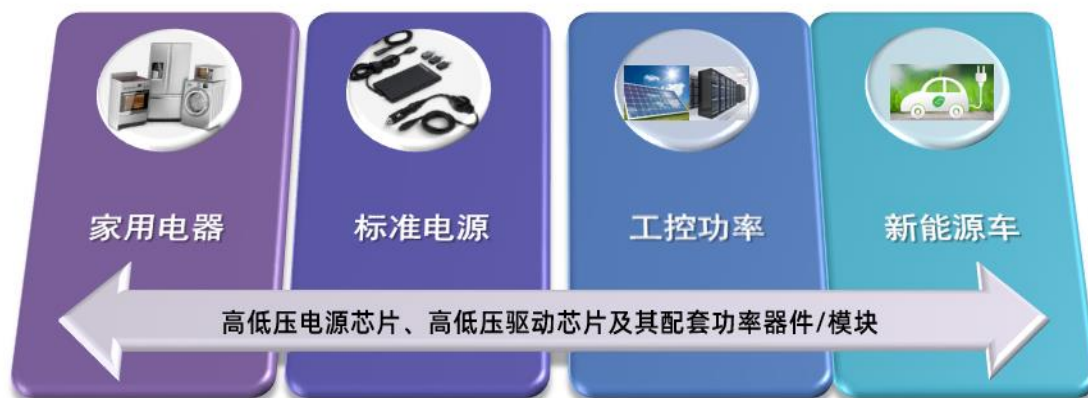 家用电器
标准电源
工控功率
新能源车
高低压电源芯片、高低压驱动芯片及其配套功率器件/模块